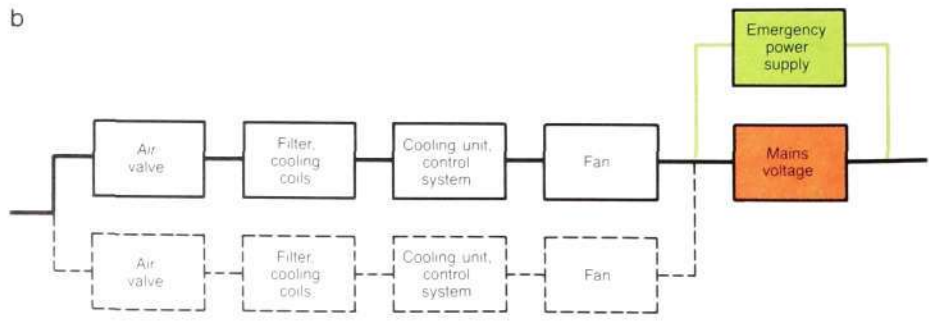 b
Emergency
power
supply
Air
valve
Filter,
cooling
coils
Cooling unit,
control
system
Fan
Mains
voltage
Air
valve
Filter,
cooling
coils
Cooling unit,
control
system
Fan